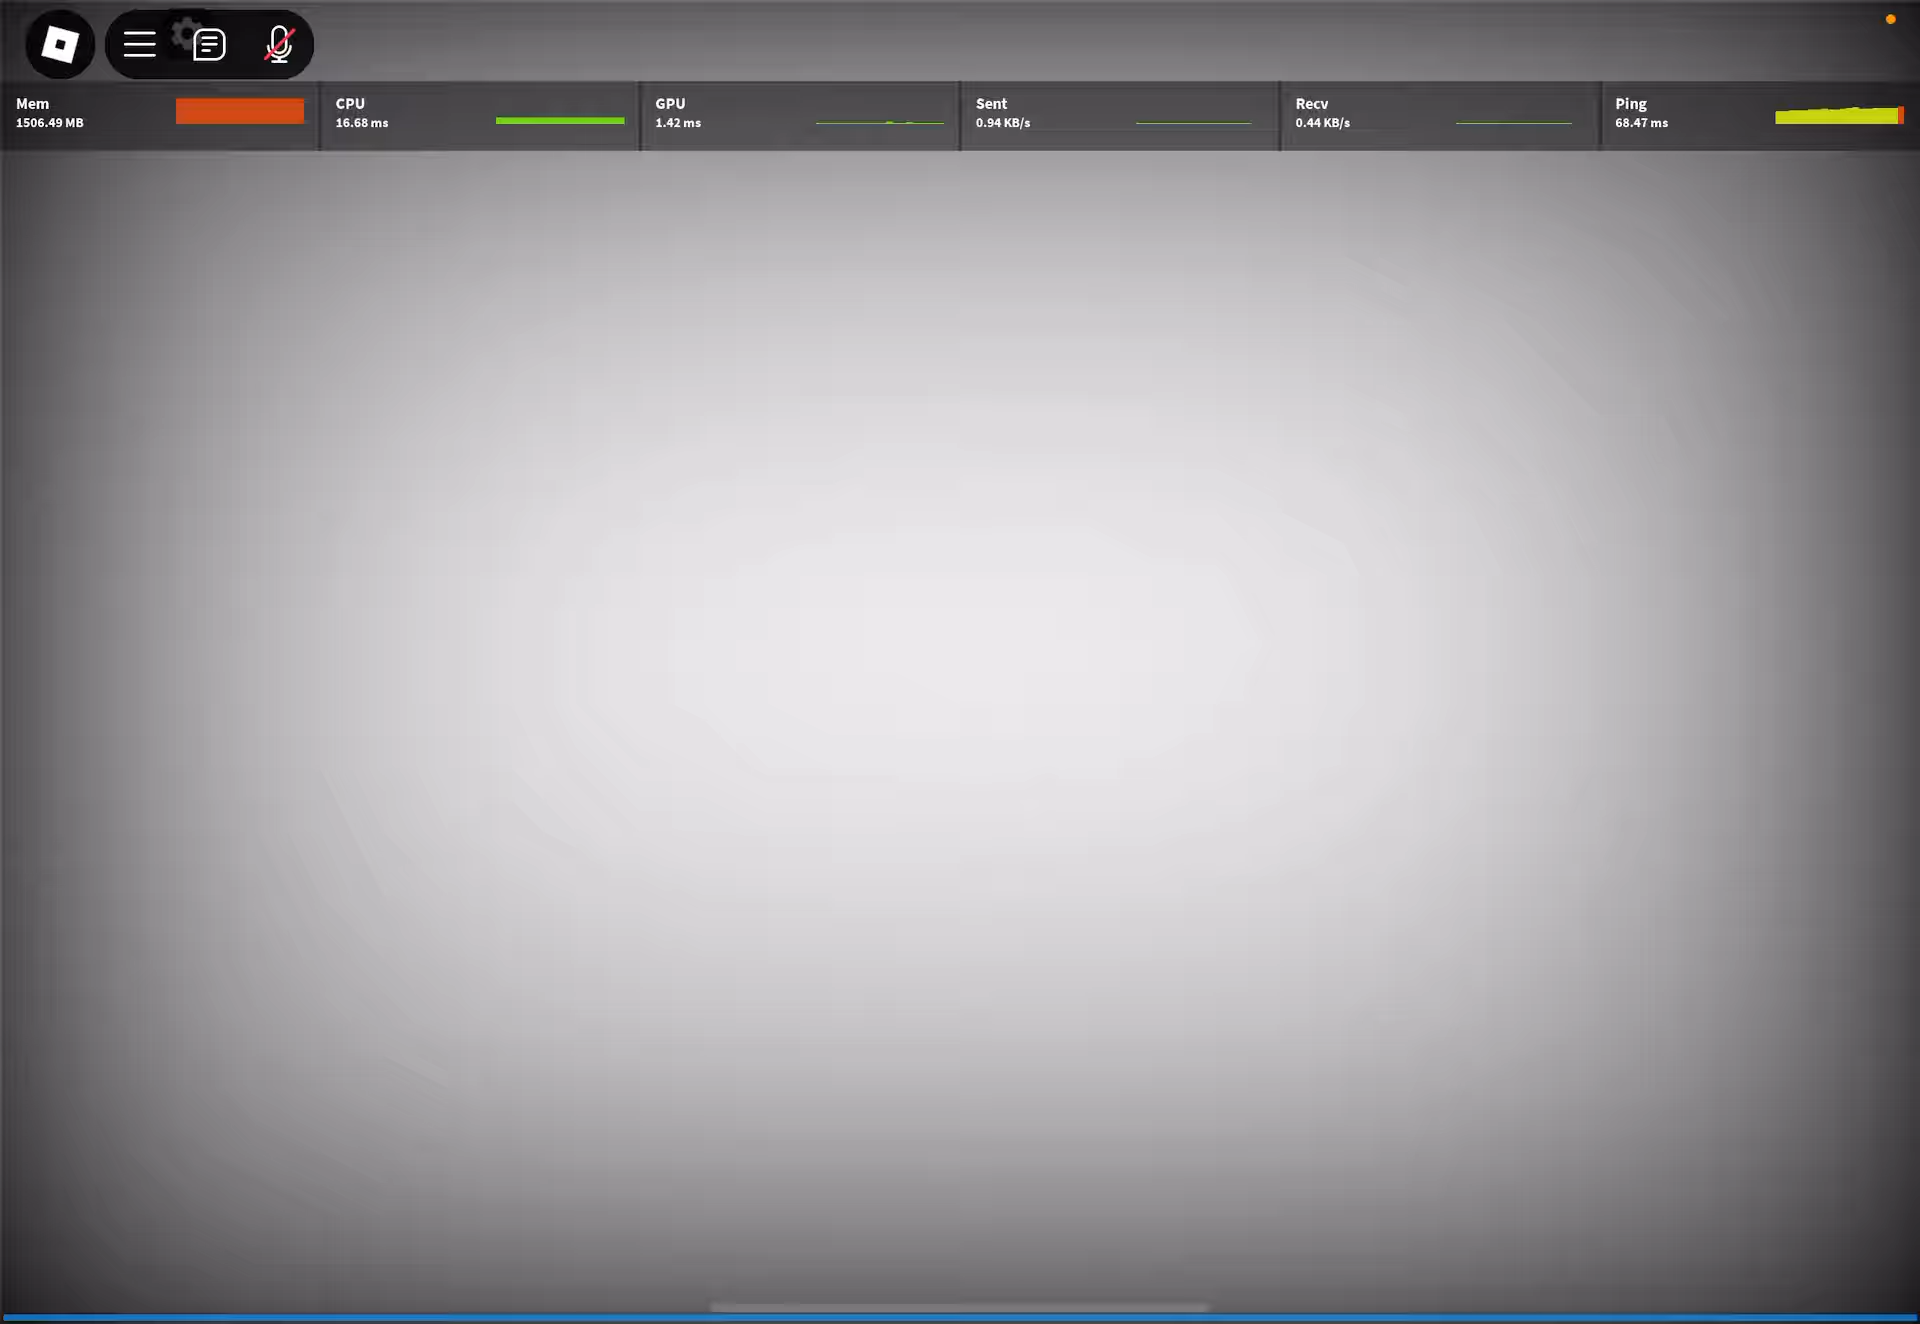 Mem
1506.49 MB
CPU
16.68 ms
GPU
1.42 ms
Sent
0.94 KB/s
Recv
0.44 KB/s
Ping
68.47 ms